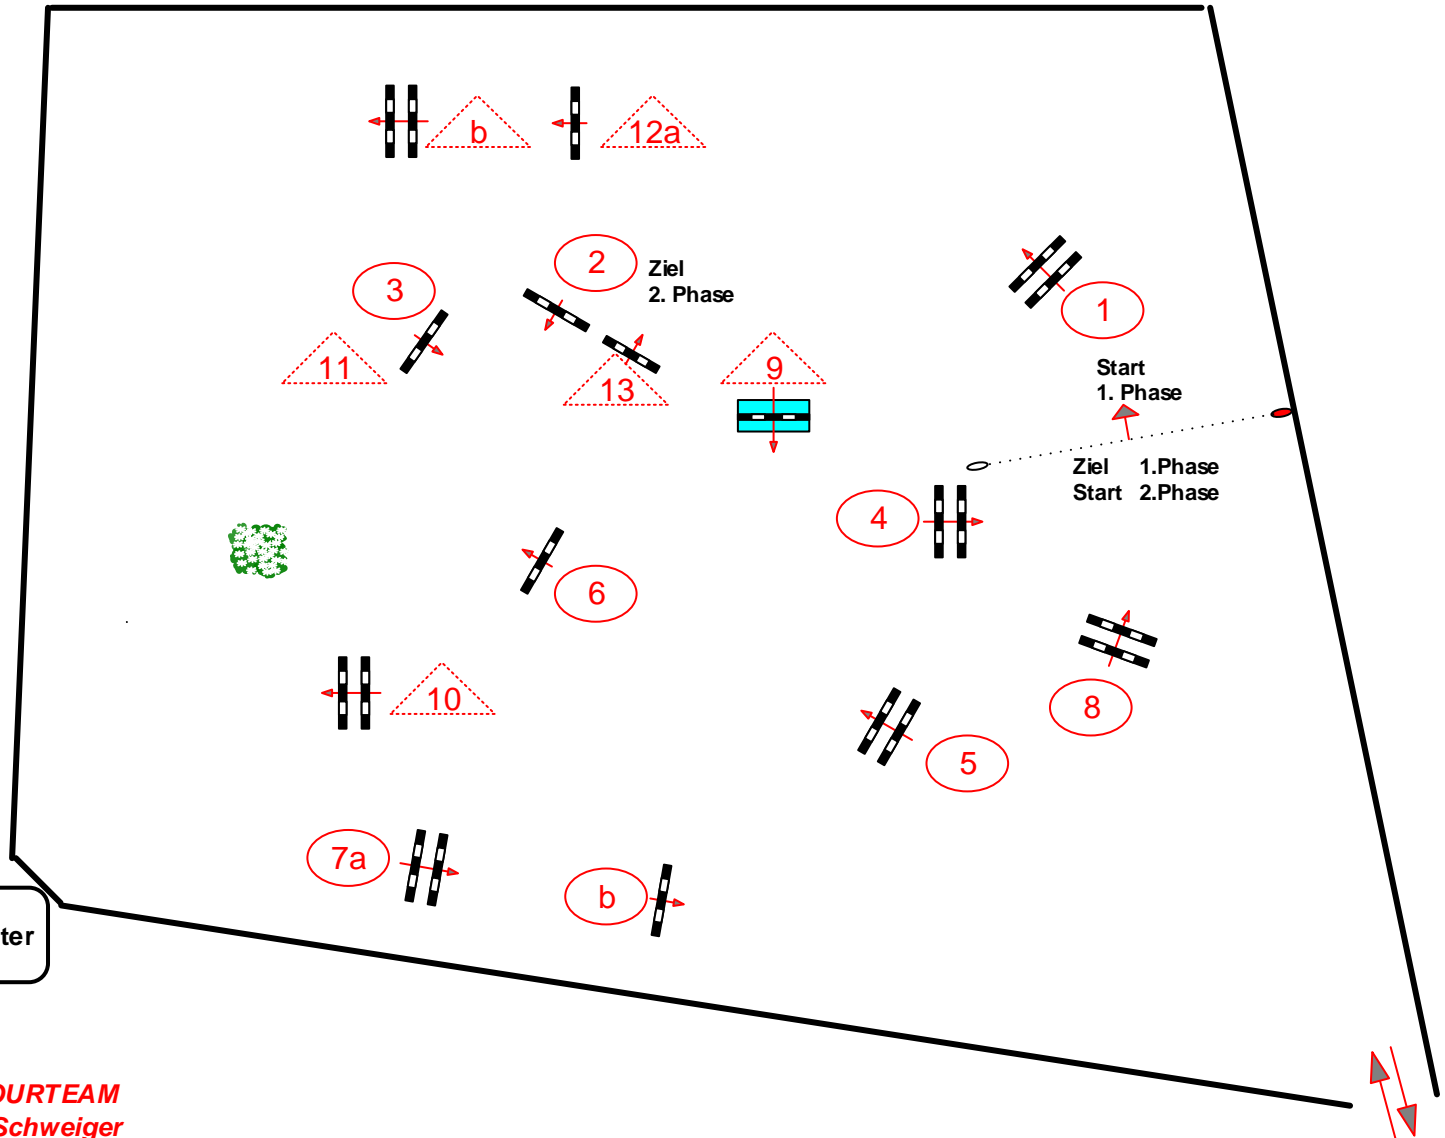 b
12a
2
Ziel
2. Phase
3
1
11
13
9
Start
1. Phase
Ziel 1.Phase
Start 2.Phase
4
6
10
8
5
7a
b
ter
OURTEAM
Schweiger